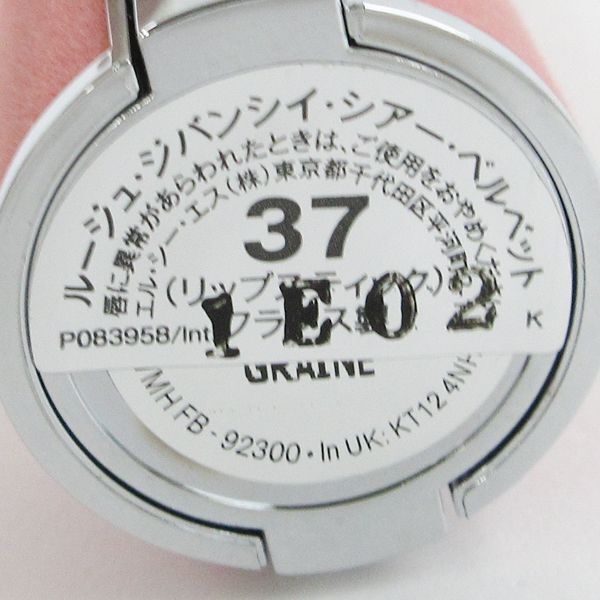 ルージュ・ジバンシイ・シアー・ベルベット
唇に異常があらわれたときは、ご使用をおやめくだ
エル・シー・エス(株)東京都千代田区平河町
37
(リップスティック)
1E02
P083958/Int.
フランス製
K
GRAINE
VMH FB - 92300 • In UK: KT12 4NH